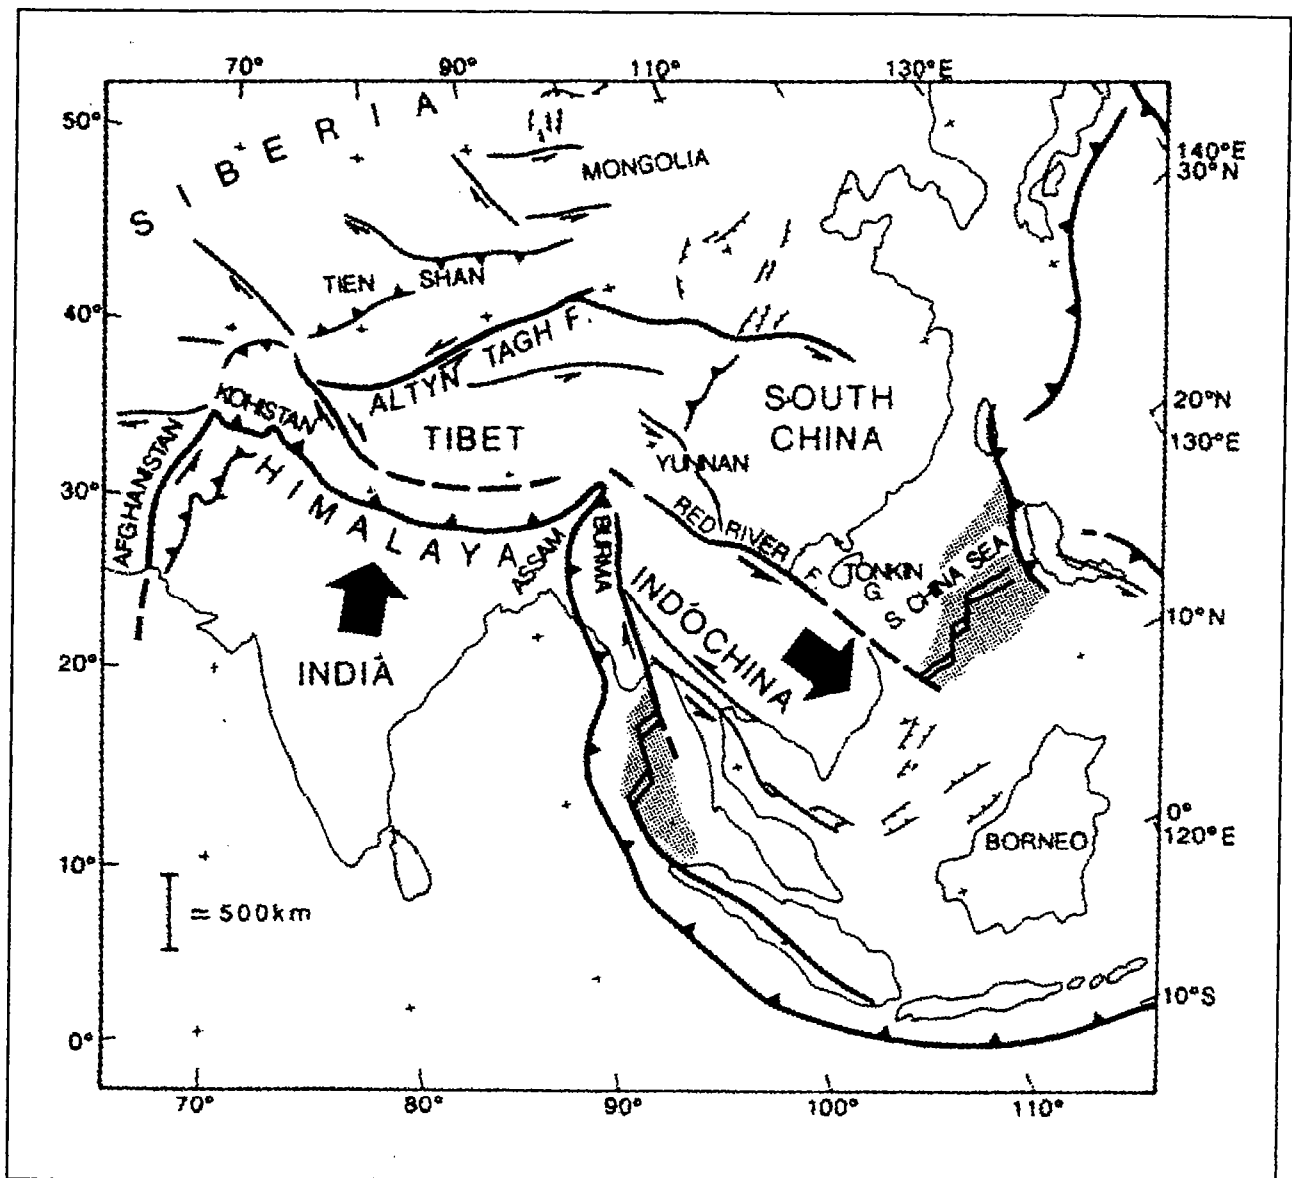 70° 90° 110° 130°E
50°
SIBERIA
MONGOLIA
140°E
30°N
TIEN SHAN
40°
ALTYN TAGH F.
KOHISTAN
TIBET
SOUTH
CHINA
20°N
130°E
AFGHANISTAN
YUNNAN
30°
HIMALAYA
RED RIVER F.
ASSAM
BURMA
TONKIN
G.
S. CHINA SEA
INDOCHINA
10°N
20°
INDIA
0°
120°E
BORNEO
10°
≈ 500km
10°S
0°
70° 80° 90° 100° 110°